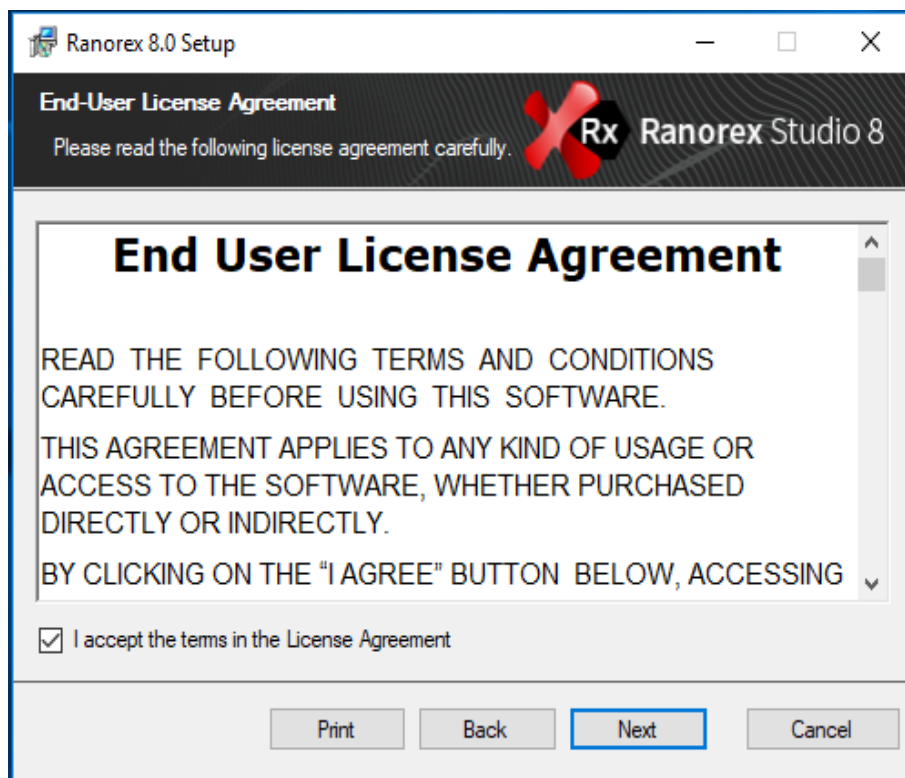 Ranorex 8.0 Setup
End-User License Agreement
Please read the following license agreement carefully.
Rx Ranorex Studio 8
End User License Agreement
READ THE FOLLOWING TERMS AND CONDITIONS
CAREFULLY BEFORE USING THIS SOFTWARE.
THIS AGREEMENT APPLIES TO ANY KIND OF USAGE OR
ACCESS TO THE SOFTWARE, WHETHER PURCHASED
DIRECTLY OR INDIRECTLY.
BY CLICKING ON THE “I AGREE” BUTTON BELOW, ACCESSING
I accept the terms in the License Agreement
Print Back Next Cancel